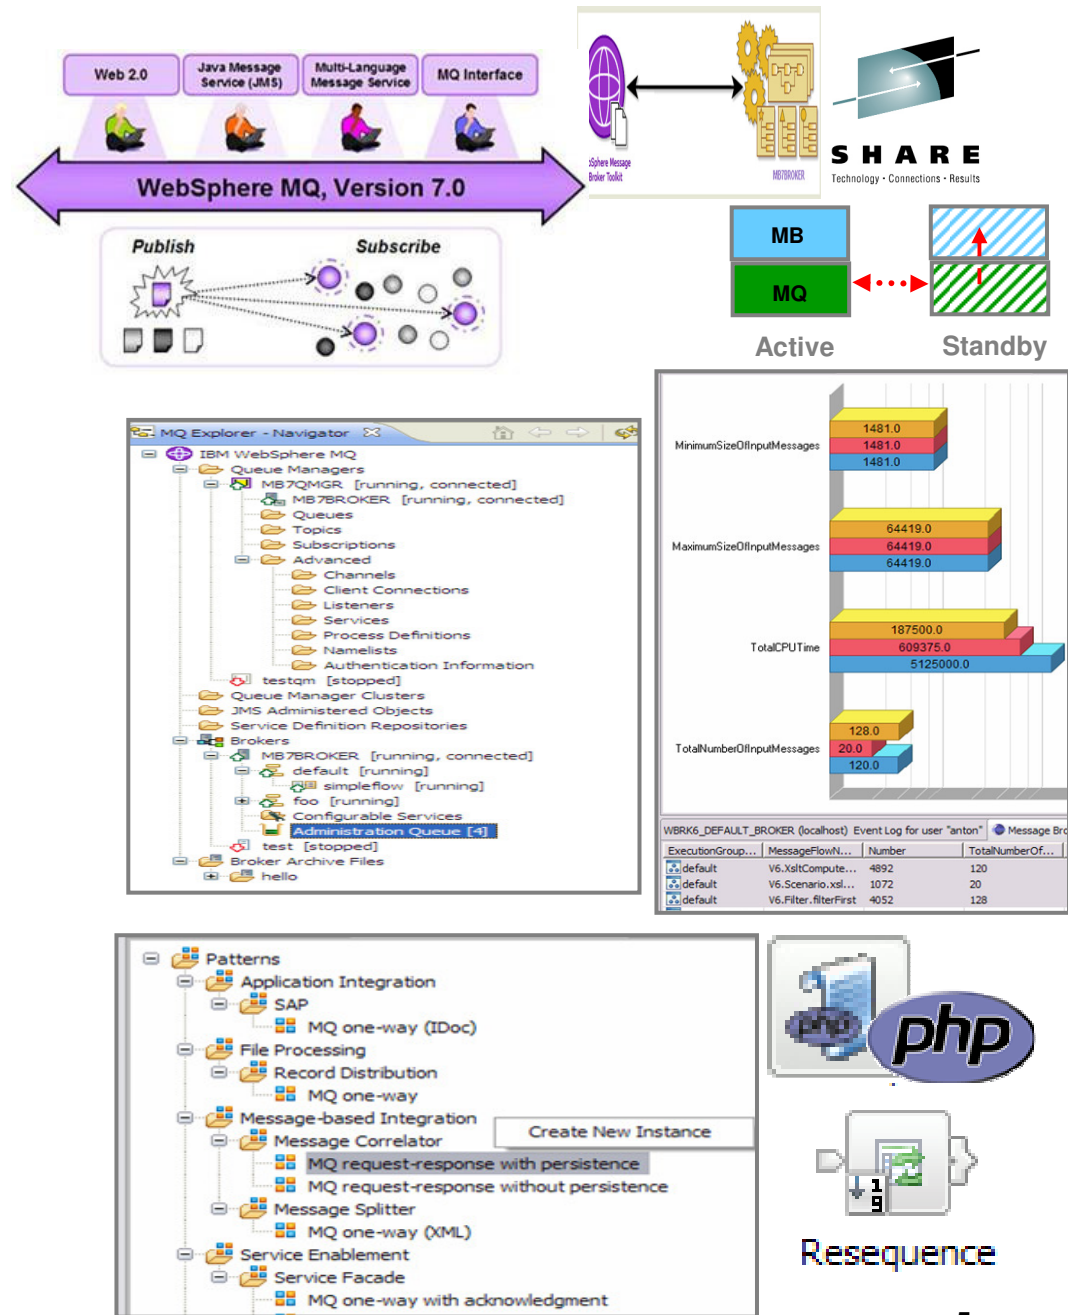 Web 2.0
Java Message
Service (JMS)
Multi-Language
Message Service
MQ Interface
WebSphere MQ, Version 7.0
Publish
Subscribe
Sphere Message
Broker Toolkit
MB7BROKER
SHARE
Technology · Connections · Results
MB
MQ
Active
Standby
MQ Explorer - Navigator
IBM WebSphere MQ
Queue Managers
MB7QMGR [running, connected]
MB7BROKER [running, connected]
Queues
Topics
Subscriptions
Advanced
Channels
Client Connections
Listeners
Services
Process Definitions
Namelists
Authentication Information
testqm [stopped]
Queue Manager Clusters
JMS Administered Objects
Service Definition Repositories
Brokers
MB7BROKER [running, connected]
default [running]
simpleflow [running]
foo [running]
Configurable Services
Administration Queue [4]
test [stopped]
Broker Archive Files
hello
MinimumSizeOfInputMessages
1481.0
1481.0
1481.0
MaximumSizeOfInputMessages
64419.0
64419.0
64419.0
TotalCPUTime
187500.0
609375.0
5125000.0
TotalNumberOfInputMessages
128.0
20.0
120.0
WBRK6_DEFAULT_BROKER (localhost) Event Log for user "anton" Message Bro
ExecutionGroup... MessageFlowN... Number TotalNumberOf...
default V6.XsltCompute... 4892 120
default V6.Scenario.xsl... 1072 20
default V6.Filter.filterFirst 4052 128
Patterns
Application Integration
SAP
MQ one-way (IDoc)
File Processing
Record Distribution
MQ one-way
Message-based Integration
Create New Instance
Message Correlator
MQ request-response with persistence
MQ request-response without persistence
Message Splitter
MQ one-way (XML)
Service Enablement
Service Facade
MQ one-way with acknowledgment
php
php
1
9
Resequence